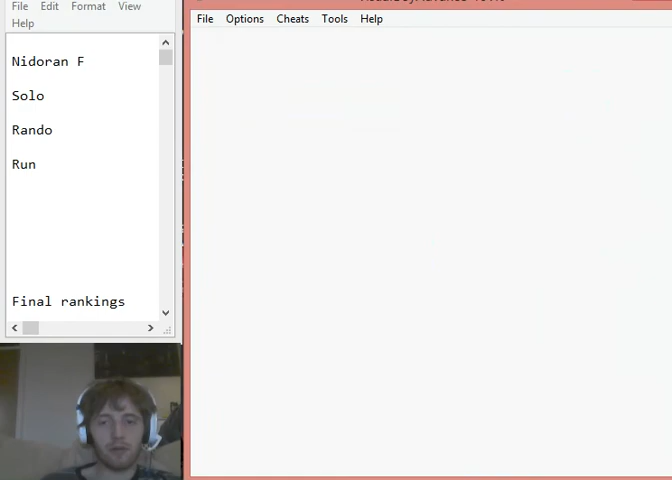 File Edit Format View
Help
Nidoran F
Solo
Rando
Run
Final rankings
File Options Cheats Tools Help